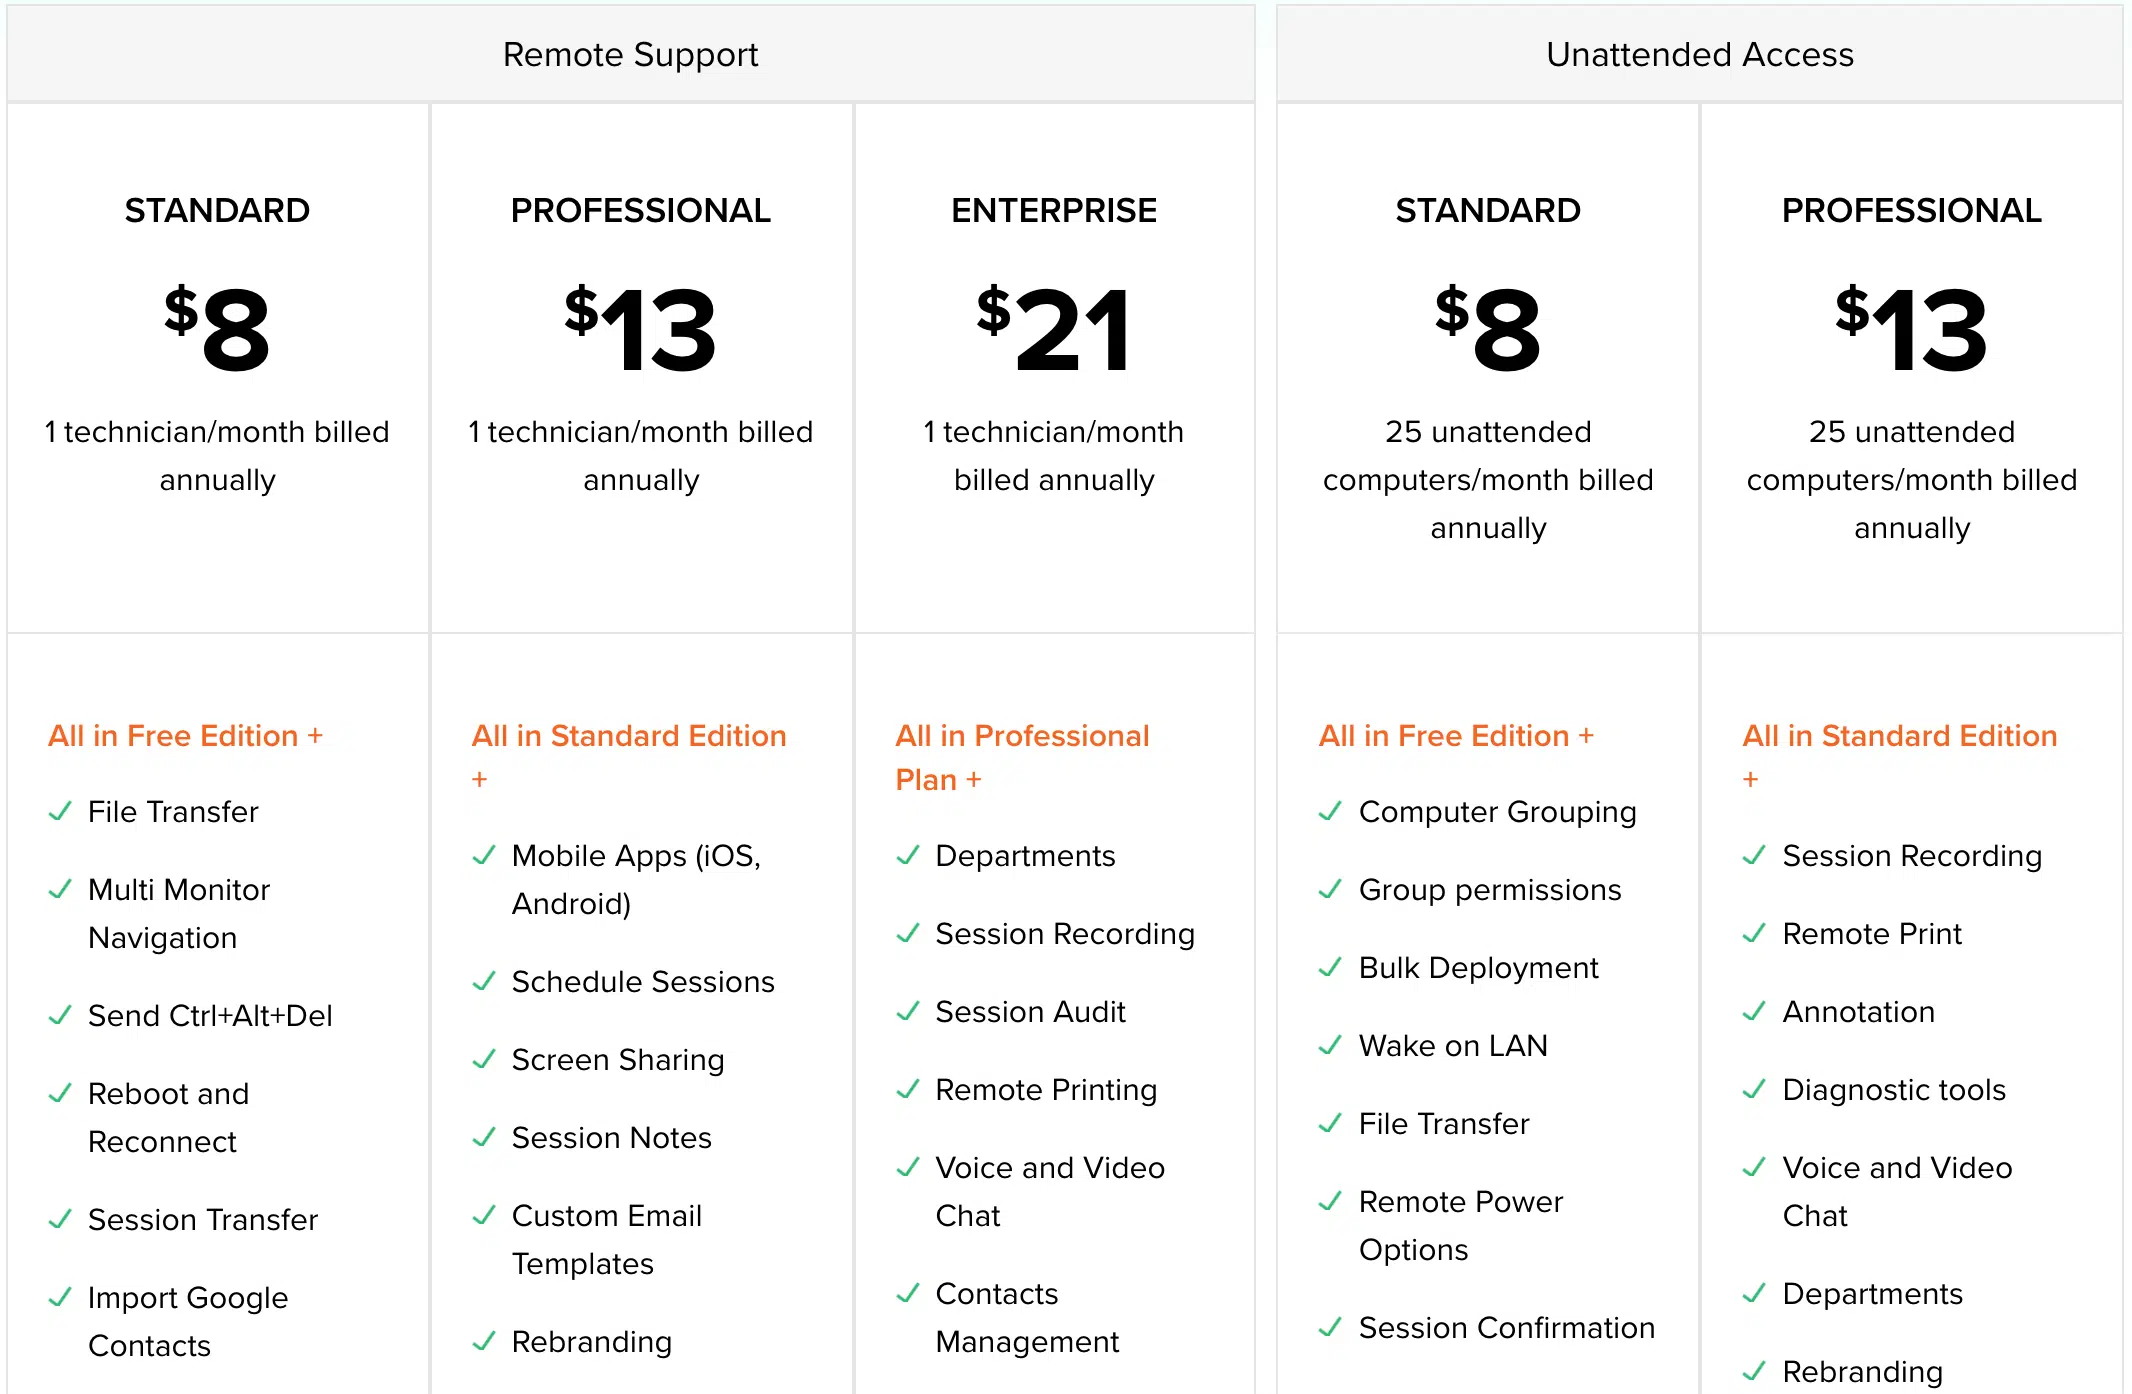 Remote Support
STANDARD
$8
1 technician/month billed
annually
All in Free Edition +
File Transfer
Multi Monitor
Navigation
Send Ctrl+Alt+Del
Reboot and
Reconnect
Session Transfer
Import Google
Contacts
PROFESSIONAL
$13
1 technician/month billed
annually
All in Standard Edition
+
Mobile Apps (iOS,
Android)
Schedule Sessions
Screen Sharing
Session Notes
Custom Email
Templates
Rebranding
ENTERPRISE
$21
1 technician/month
billed annually
All in Professional
Plan +
Departments
Session Recording
Session Audit
Remote Printing
Voice and Video
Chat
Contacts
Management
Unattended Access
STANDARD
$8
25 unattended
computers/month billed
annually
All in Free Edition +
Computer Grouping
Group permissions
Bulk Deployment
Wake on LAN
File Transfer
Remote Power
Options
Session Confirmation
PROFESSIONAL
$13
25 unattended
computers/month billed
annually
All in Standard Edition
+
Session Recording
Remote Print
Annotation
Diagnostic tools
Voice and Video
Chat
Departments
Rebranding